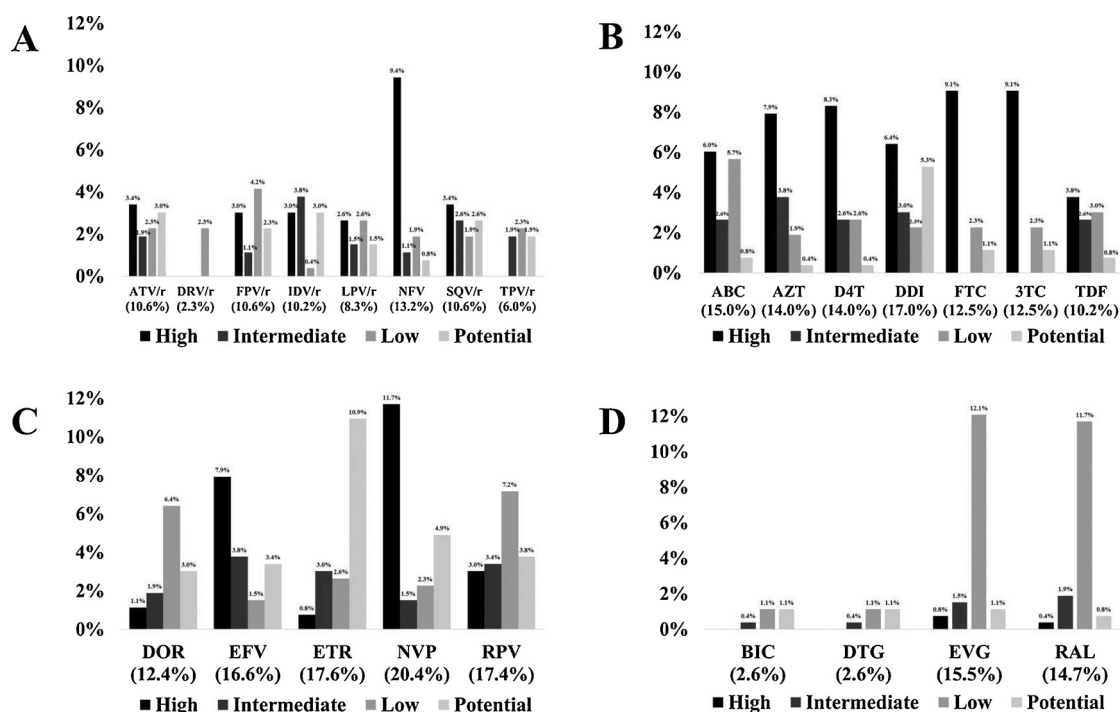 A
12%
10%
8%
6%
4%
2%
0%
3.4% 1.9% 2.3% 3.0% 2.3% 3.0% 1.1% 4.2% 2.3% 3.0% 3.8% 0.4% 3.0% 2.6% 1.5% 2.6% 1.5% 9.4% 1.1% 1.9% 0.8% 3.4% 2.6% 1.9% 2.6% 1.9% 2.3% 1.9%
ATV/r DRV/r FPV/r IDV/r LPV/r NFV SQV/r TPV/r
(10.6%) (2.3%) (10.6%) (10.2%) (8.3%) (13.2%) (10.6%) (6.0%)
High Intermediate Low Potential
B
12%
10%
8%
6%
4%
2%
0%
6.0% 2.6% 5.7% 0.8% 7.9% 3.8% 1.9% 0.4% 8.3% 2.6% 2.6% 0.4% 6.4% 3.0% 2.3% 5.3% 9.1% 2.3% 1.1% 9.1% 2.3% 1.1% 3.8% 2.6% 3.0% 0.8%
ABC AZT D4T DDI FTC 3TC TDF
(15.0%) (14.0%) (14.0%) (17.0%) (12.5%) (12.5%) (10.2%)
High Intermediate Low Potential
C
12%
10%
8%
6%
4%
2%
0%
1.1% 1.9% 6.4% 3.0% 7.9% 3.8% 1.5% 3.4% 0.8% 3.0% 2.6% 10.9% 11.7% 1.5% 2.3% 4.9% 3.0% 3.4% 7.2% 3.8%
DOR EFV ETR NVP RPV
(12.4%) (16.6%) (17.6%) (20.4%) (17.4%)
High Intermediate Low Potential
D
12%
10%
8%
6%
4%
2%
0%
0.4% 1.1% 1.1% 0.4% 1.1% 1.1% 0.8% 1.5% 12.1% 1.1% 0.4% 1.9% 11.7% 0.8%
BIC DTG EVG RAL
(2.6%) (2.6%) (15.5%) (14.7%)
High Intermediate Low Potential